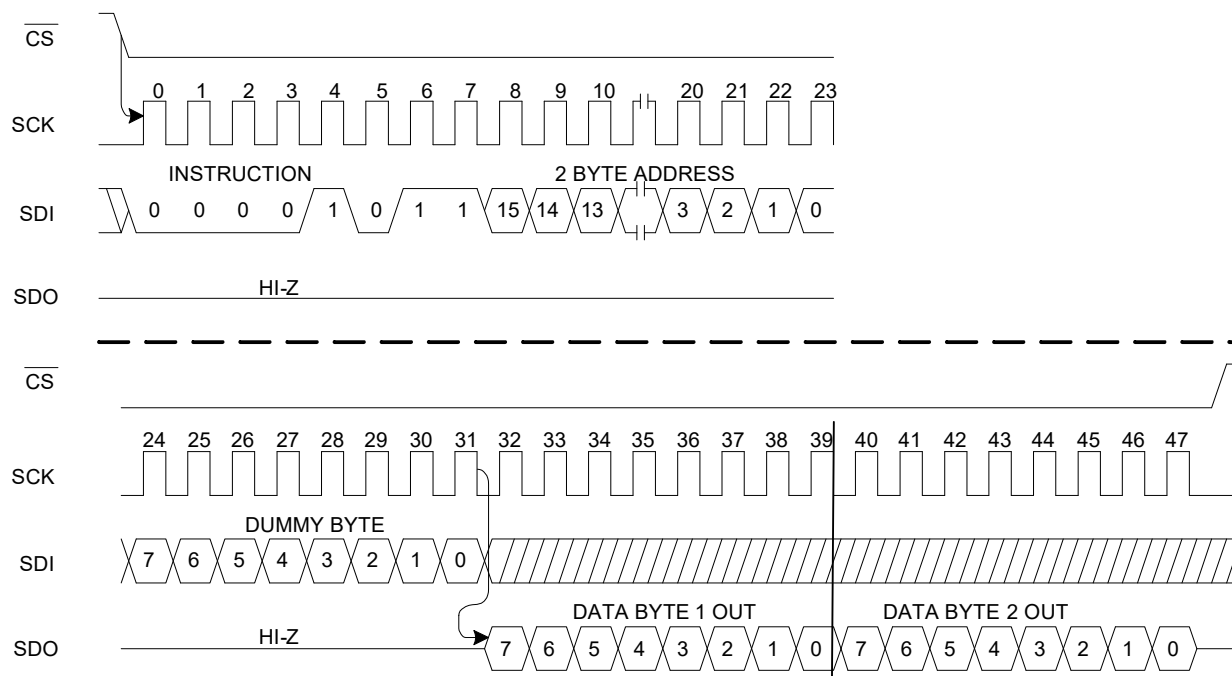 CS
0 1 2 3 4 5 6 7 8 9 10 20 21 22 23
SCK
INSTRUCTION 2 BYTE ADDRESS
SDI 0 0 0 0 1 0 1 1 15 14 13 3 2 1 0
HI-Z
SDO
CS
24 25 26 27 28 29 30 31 32 33 34 35 36 37 38 39 40 41 42 43 44 45 46 47
SCK
DUMMY BYTE
SDI 7 6 5 4 3 2 1 0
DATA BYTE 1 OUT DATA BYTE 2 OUT
HI-Z
SDO 7 6 5 4 3 2 1 0 7 6 5 4 3 2 1 0